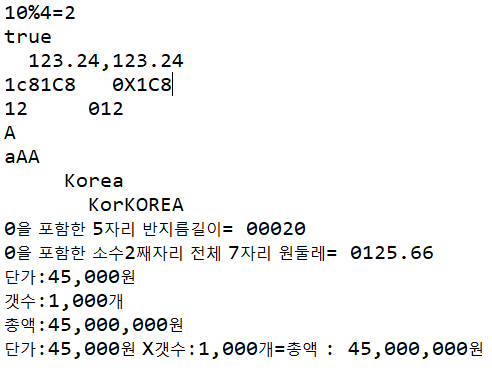 10%4=2
true
  123.24,123.24
1c81C8   0X1C8
12     012
A
aAA
     Korea
       KorKOREA
0을 포함한 5자리 반지름길이= 00020
0을 포함한 소수2째자리 전체 7자리 원둘레= 0125.66
단가:45,000원
갯수:1,000개
총액:45,000,000원
단가:45,000원 X갯수:1,000개=총액 : 45,000,000원